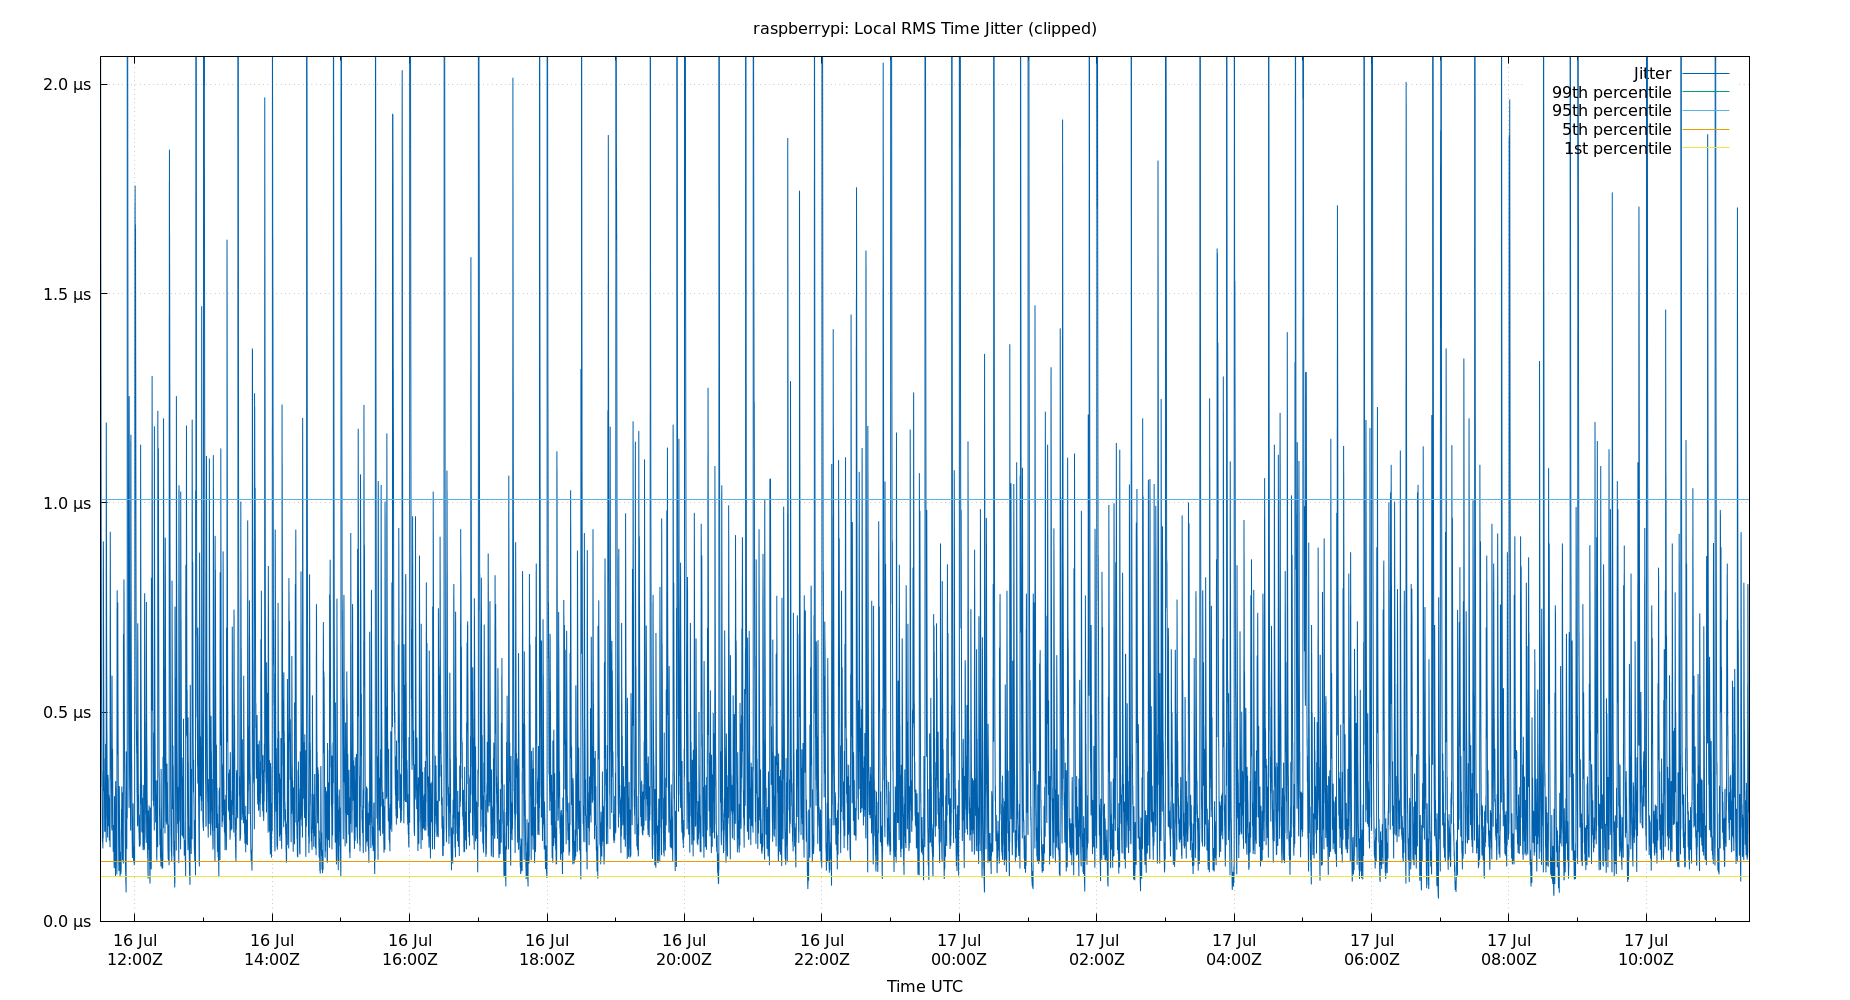 raspberrypi: Local RMS Time Jitter (clipped)
2.0 µs
1.5 µs
1.0 µs
0.5 µs
0.0 µs
Jitter
99th percentile
95th percentile
5th percentile
1st percentile
16 Jul
12:00Z
16 Jul
14:00Z
16 Jul
16:00Z
16 Jul
18:00Z
16 Jul
20:00Z
16 Jul
22:00Z
17 Jul
00:00Z
17 Jul
02:00Z
17 Jul
04:00Z
17 Jul
06:00Z
17 Jul
08:00Z
17 Jul
10:00Z
Time UTC